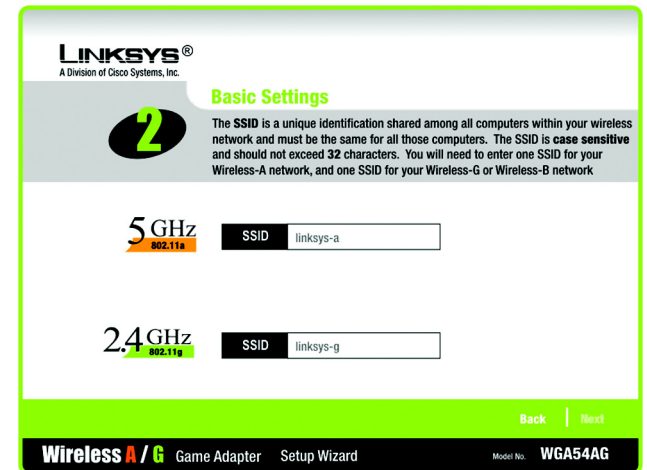 LINKSYS®
A Division of Cisco Systems, Inc.
2
Basic Settings
The SSID is a unique identification shared among all computers within your wireless
network and must be the same for all those computers. The SSID is case sensitive
and should not exceed 32 characters. You will need to enter one SSID for your
Wireless-A network, and one SSID for your Wireless-G or Wireless-B network
5 GHz
802.11a
SSID linksys-a
2.4 GHz
802.11g
SSID linksys-g
Back Next
Wireless A / G Game Adapter Setup Wizard Model No. WGA54AG